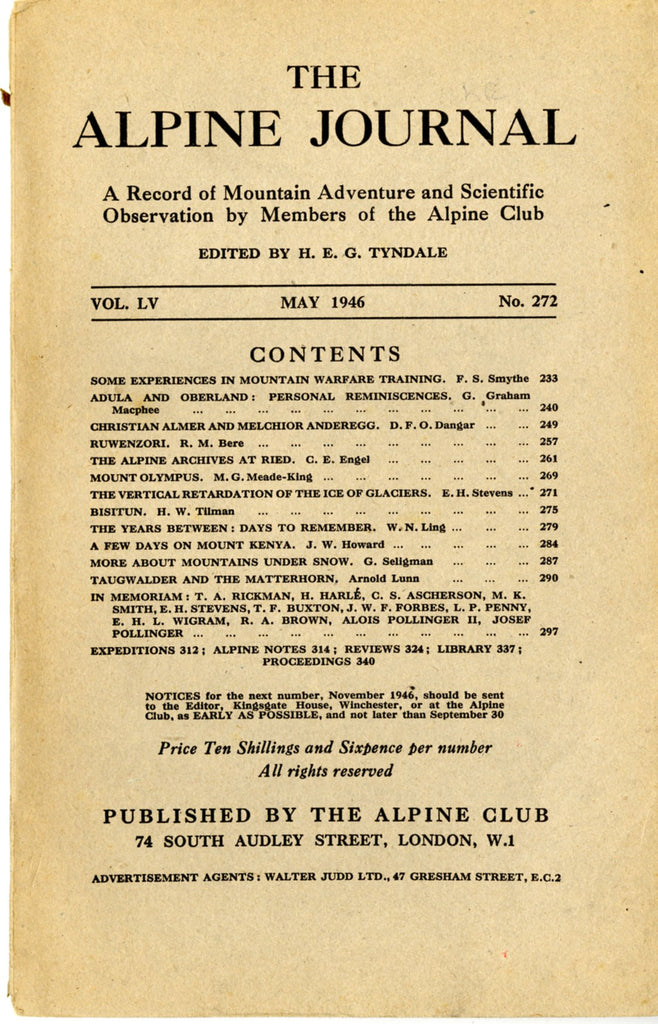 THE
ALPINE JOURNAL
A Record of Mountain Adventure and Scientific
Observation by Members of the Alpine Club
EDITED BY H. E. G. TYNDALE
VOL. LV MAY 1946 No. 272
CONTENTS
SOME EXPERIENCES IN MOUNTAIN WARFARE TRAINING. F. S. Smythe 233
ADULA AND OBERLAND: PERSONAL REMINISCENCES. G. Graham
Macphee ... ... ... ... ... ... ... ... ... ... ... 240
CHRISTIAN ALMER AND MELCHIOR ANDEREGG. D. F. O. Dangar ... ... 249
RUWENZORI. R. M. Bere ... ... ... ... ... ... ... 257
THE ALPINE ARCHIVES AT RIED. C. E. Engel ... ... ... ... 261
MOUNT OLYMPUS. M. G. Meade-King ... ... ... ... ... 269
THE VERTICAL RETARDATION OF THE ICE OF GLACIERS. E. H. Stevens ... 271
BISITUN. H. W. Tilman ... ... ... ... ... ... ... 275
THE YEARS BETWEEN: DAYS TO REMEMBER. W. N. Ling ... ... ... 279
A FEW DAYS ON MOUNT KENYA. J. W. Howard ... ... ... ... 284
MORE ABOUT MOUNTAINS UNDER SNOW. G. Seligman ... ... ... 287
TAUGWALDER AND THE MATTERHORN. Arnold Lunn ... ... ... 290
IN MEMORIAM: T. A. RICKMAN, H. HARLÉ, C. S. ASCHERSON, M. K.
SMITH, E. H. STEVENS, T. F. BUXTON, J. W. F. FORBES, L. P. PENNY,
E. H. L. WIGRAM, R. A. BROWN, ALOIS POLLINGER II, JOSEF
POLLINGER ... ... ... ... ... ... ... ... ... ... ... 297
EXPEDITIONS 312; ALPINE NOTES 314; REVIEWS 324; LIBRARY 337;
PROCEEDINGS 340
NOTICES for the next number, November 1946, should be sent
to the Editor, Kingsgate House, Winchester, or at the Alpine
Club, as EARLY AS POSSIBLE, and not later than September 30
Price Ten Shillings and Sixpence per number
All rights reserved
PUBLISHED BY THE ALPINE CLUB
74 SOUTH AUDLEY STREET, LONDON, W.1
ADVERTISEMENT AGENTS: WALTER JUDD LTD., 47 GRESHAM STREET, E.C.2